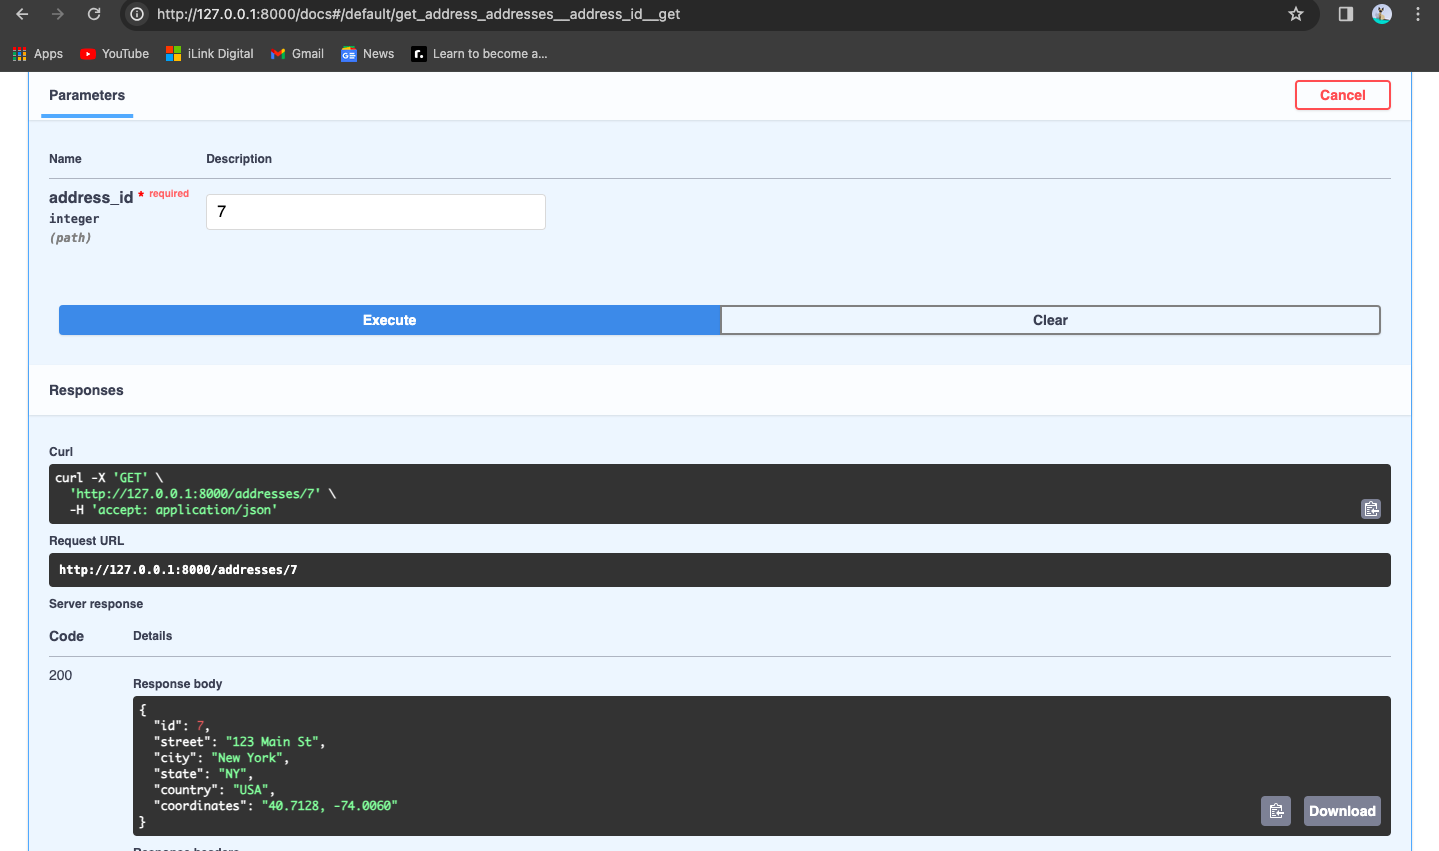 http://127.0.0.1:8000/docs#/default/get_address_addresses__address_id__get
Apps YouTube iLink Digital Gmail News Learn to become a...
Parameters Cancel
Name Description
address_id * required 7
integer
(path)
Execute Clear
Responses
Curl
curl -X 'GET' \
'http://127.0.0.1:8000/addresses/7' \
-H 'accept: application/json'
Request URL
http://127.0.0.1:8000/addresses/7
Server response
Code Details
200
Response body
{
"id": 7,
"street": "123 Main St",
"city": "New York",
"state": "NY",
"country": "USA",
"coordinates": "40.7128, -74.0060"
}
Download
Response headers